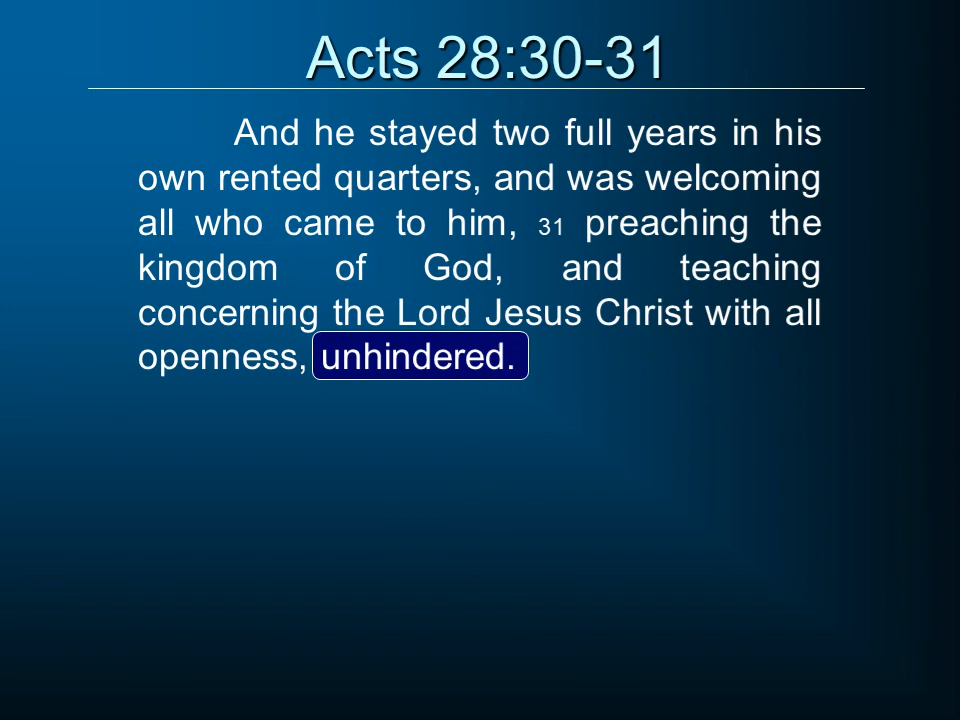 Acts 28:30-31
And he stayed two full years in his
own rented quarters, and was welcoming
all who came to him, 31 preaching the
kingdom of God, and teaching
concerning the Lord Jesus Christ with all
openness, unhindered.